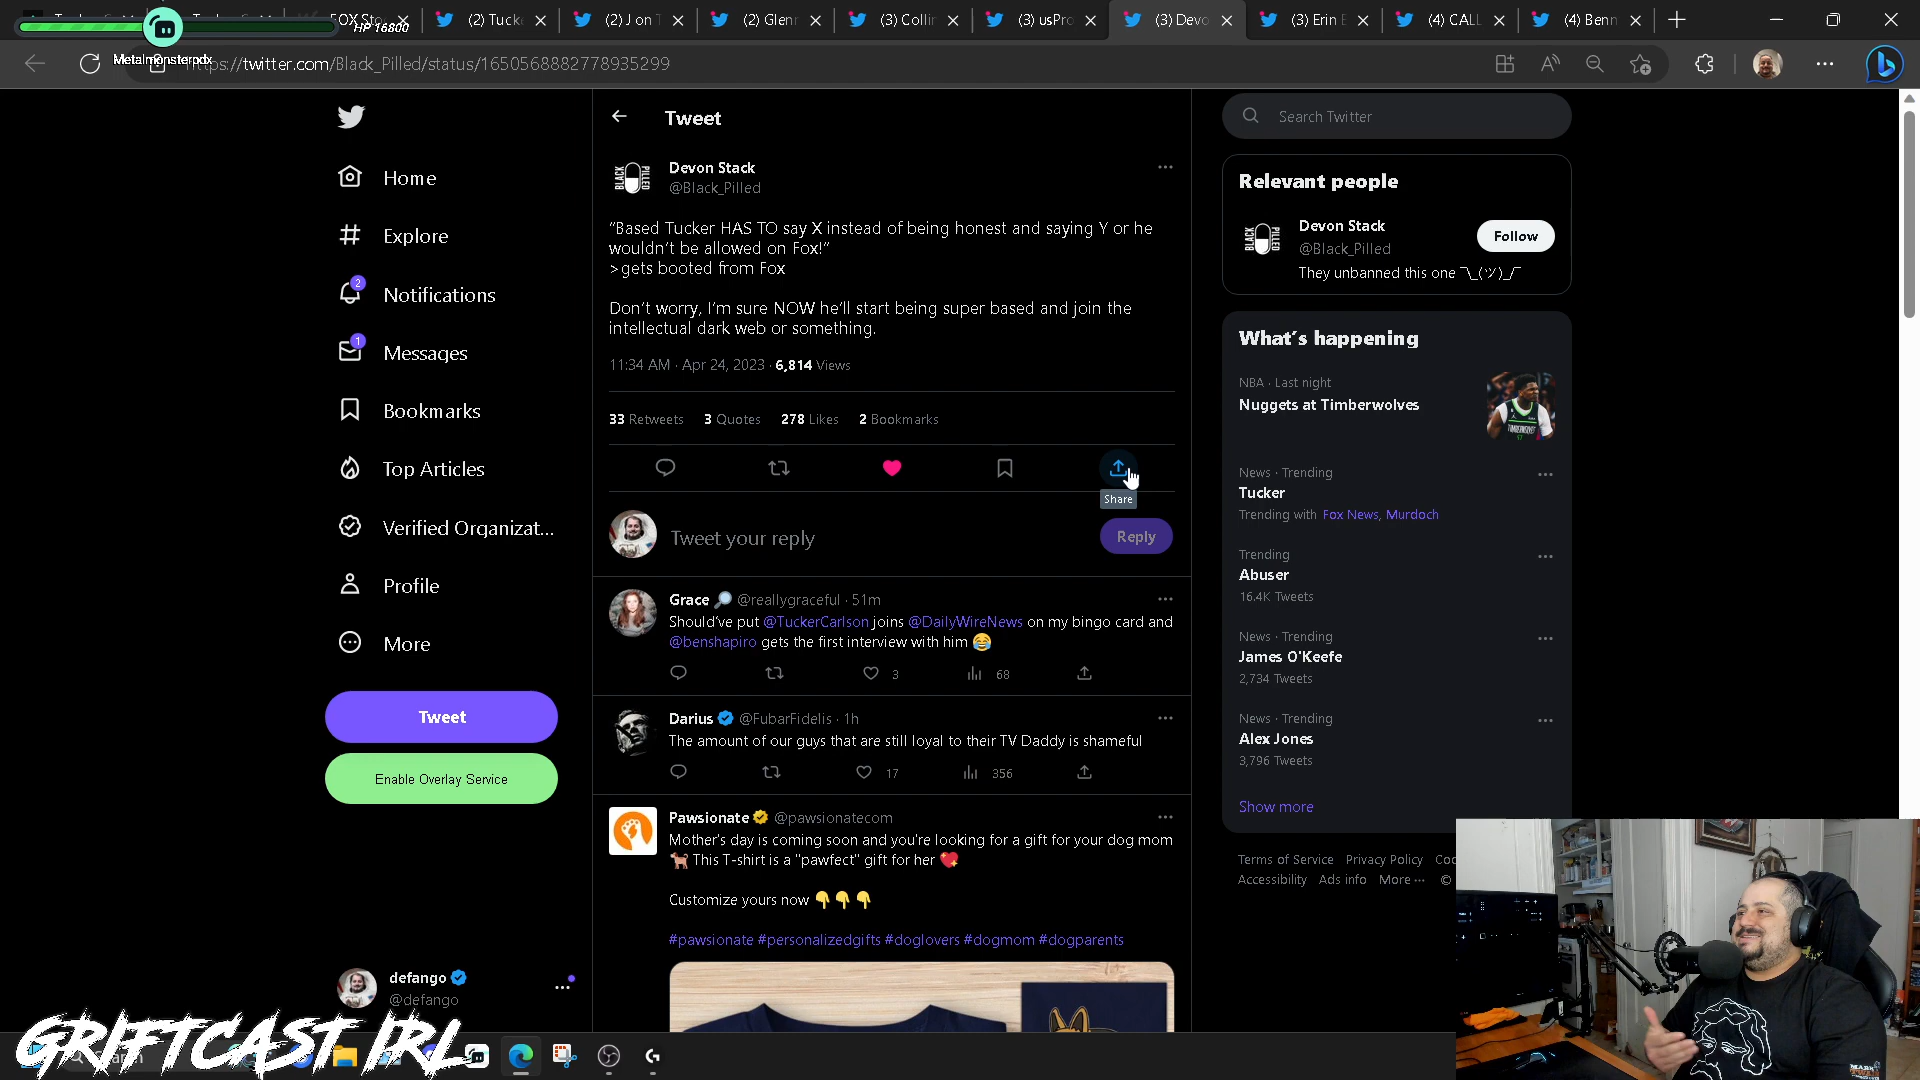 FOX Sto
(2) Tucke
(2) J on T
(2) Glenn
(3) Collin
(3) usPro
(3) Devo
(3) Erin E
(4) CALL
(4) Benn
HP 16800
Metalmonsterpdx
https://twitter.com/Black_Pilled/status/1650568882778935299
Home
Explore
2
Notifications
1
Messages
Bookmarks
Top Articles
Verified Organizat...
Profile
More
Tweet
Enable Overlay Service
defango
@defango
Tweet
BLACK PILLED
Devon Stack
@Black_Pilled
“Based Tucker HAS TO say X instead of being honest and saying Y or he
wouldn’t be allowed on Fox!”
>gets booted from Fox
Don’t worry, I’m sure NOW he’ll start being super based and join the
intellectual dark web or something.
11:34 AM · Apr 24, 2023 · 6,814 Views
33 Retweets 3 Quotes 278 Likes 2 Bookmarks
Share
Tweet your reply
Reply
Grace 🔎 @reallygraceful · 51m
Should’ve put @TuckerCarlson joins @DailyWireNews on my bingo card and
@benshapiro gets the first interview with him 😂
3 68
Darius @FubarFidelis · 1h
The amount of our guys that are still loyal to their TV Daddy is shameful
17 356
Pawsionate @pawsionatecom
Mother's day is coming soon and you're looking for a gift for your dog mom
🐕This T-shirt is a "pawfect" gift for her 💖
Customize yours now 👇👇👇
#pawsionate #personalizedgifts #doglovers #dogmom #dogparents
Search Twitter
Relevant people
BLACK PILLED
Devon Stack
@Black_Pilled
Follow
They unbanned this one ¯\_(ツ)_/¯
What’s happening
NBA · Last night
Nuggets at Timberwolves
News · Trending
Tucker
Trending with Fox News, Murdoch
Trending
Abuser
16.4K Tweets
News · Trending
James O'Keefe
2,734 Tweets
News · Trending
Alex Jones
3,796 Tweets
Show more
Terms of Service Privacy Policy Coo
Accessibility Ads info More ··· ©
GRIFTCAST IRL